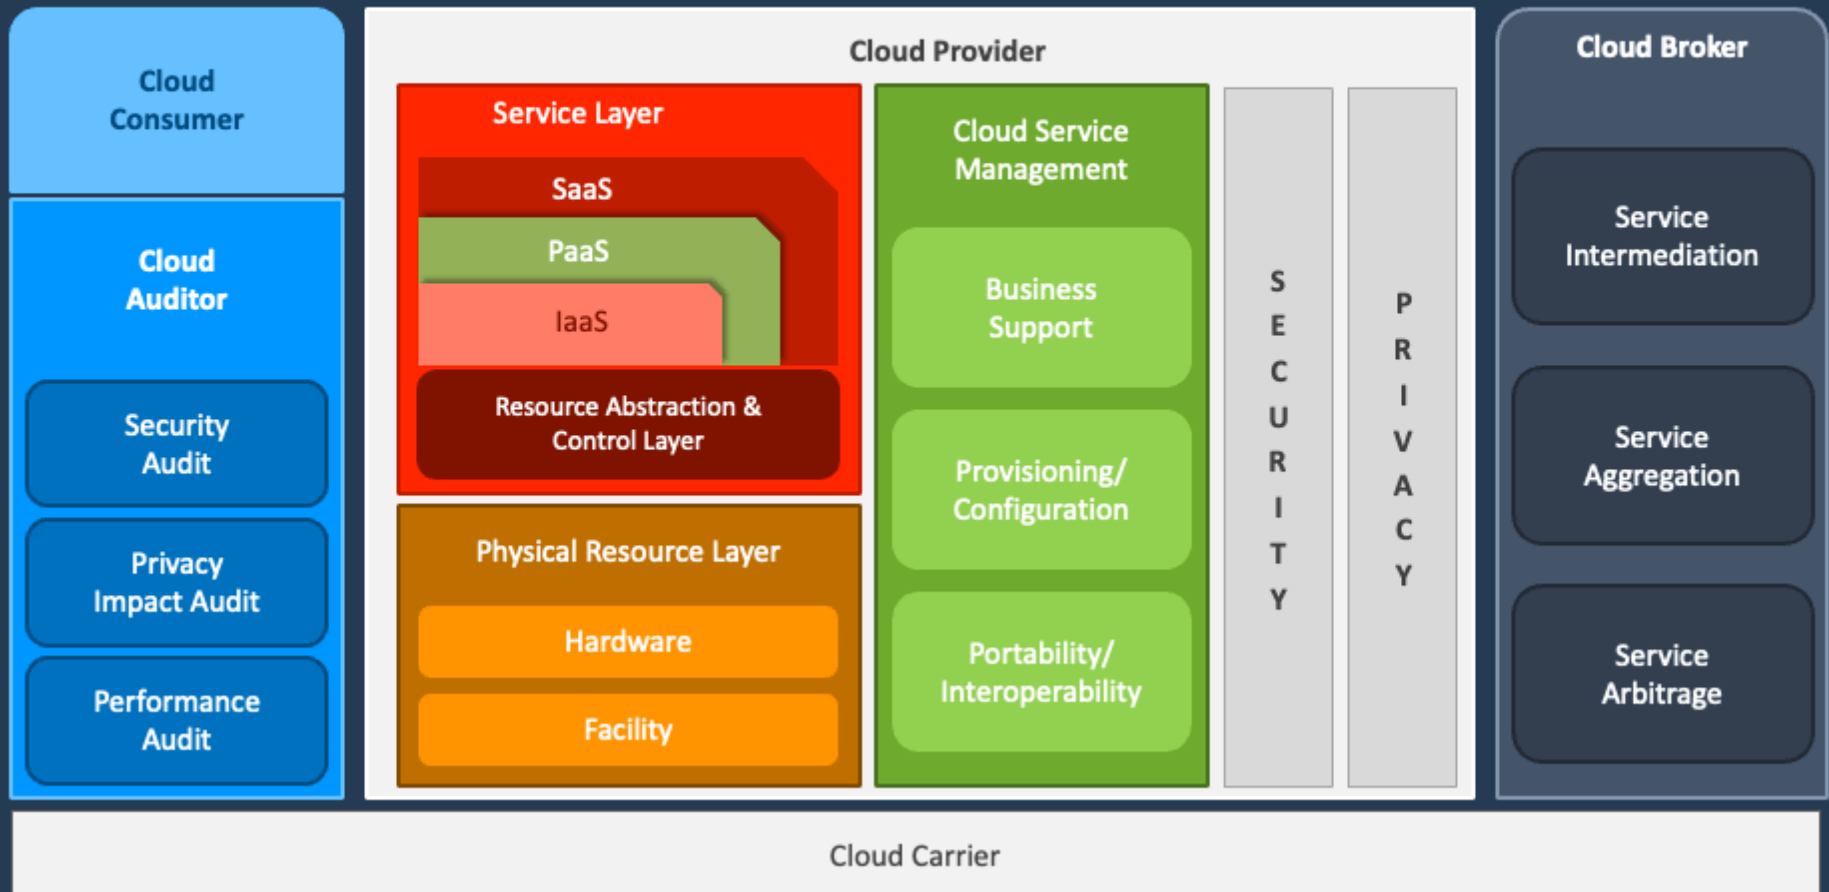 Cloud
Consumer
Cloud
Auditor
Security
Audit
Privacy
Impact Audit
Performance
Audit
Cloud Provider
Service Layer
SaaS
PaaS
IaaS
Resource Abstraction &
Control Layer
Physical Resource Layer
Hardware
Facility
Cloud Service
Management
Business
Support
Provisioning/
Configuration
Portability/
Interoperability
SECURITY
PRIVACY
Cloud Broker
Service
Intermediation
Service
Aggregation
Service
Arbitrage
Cloud Carrier